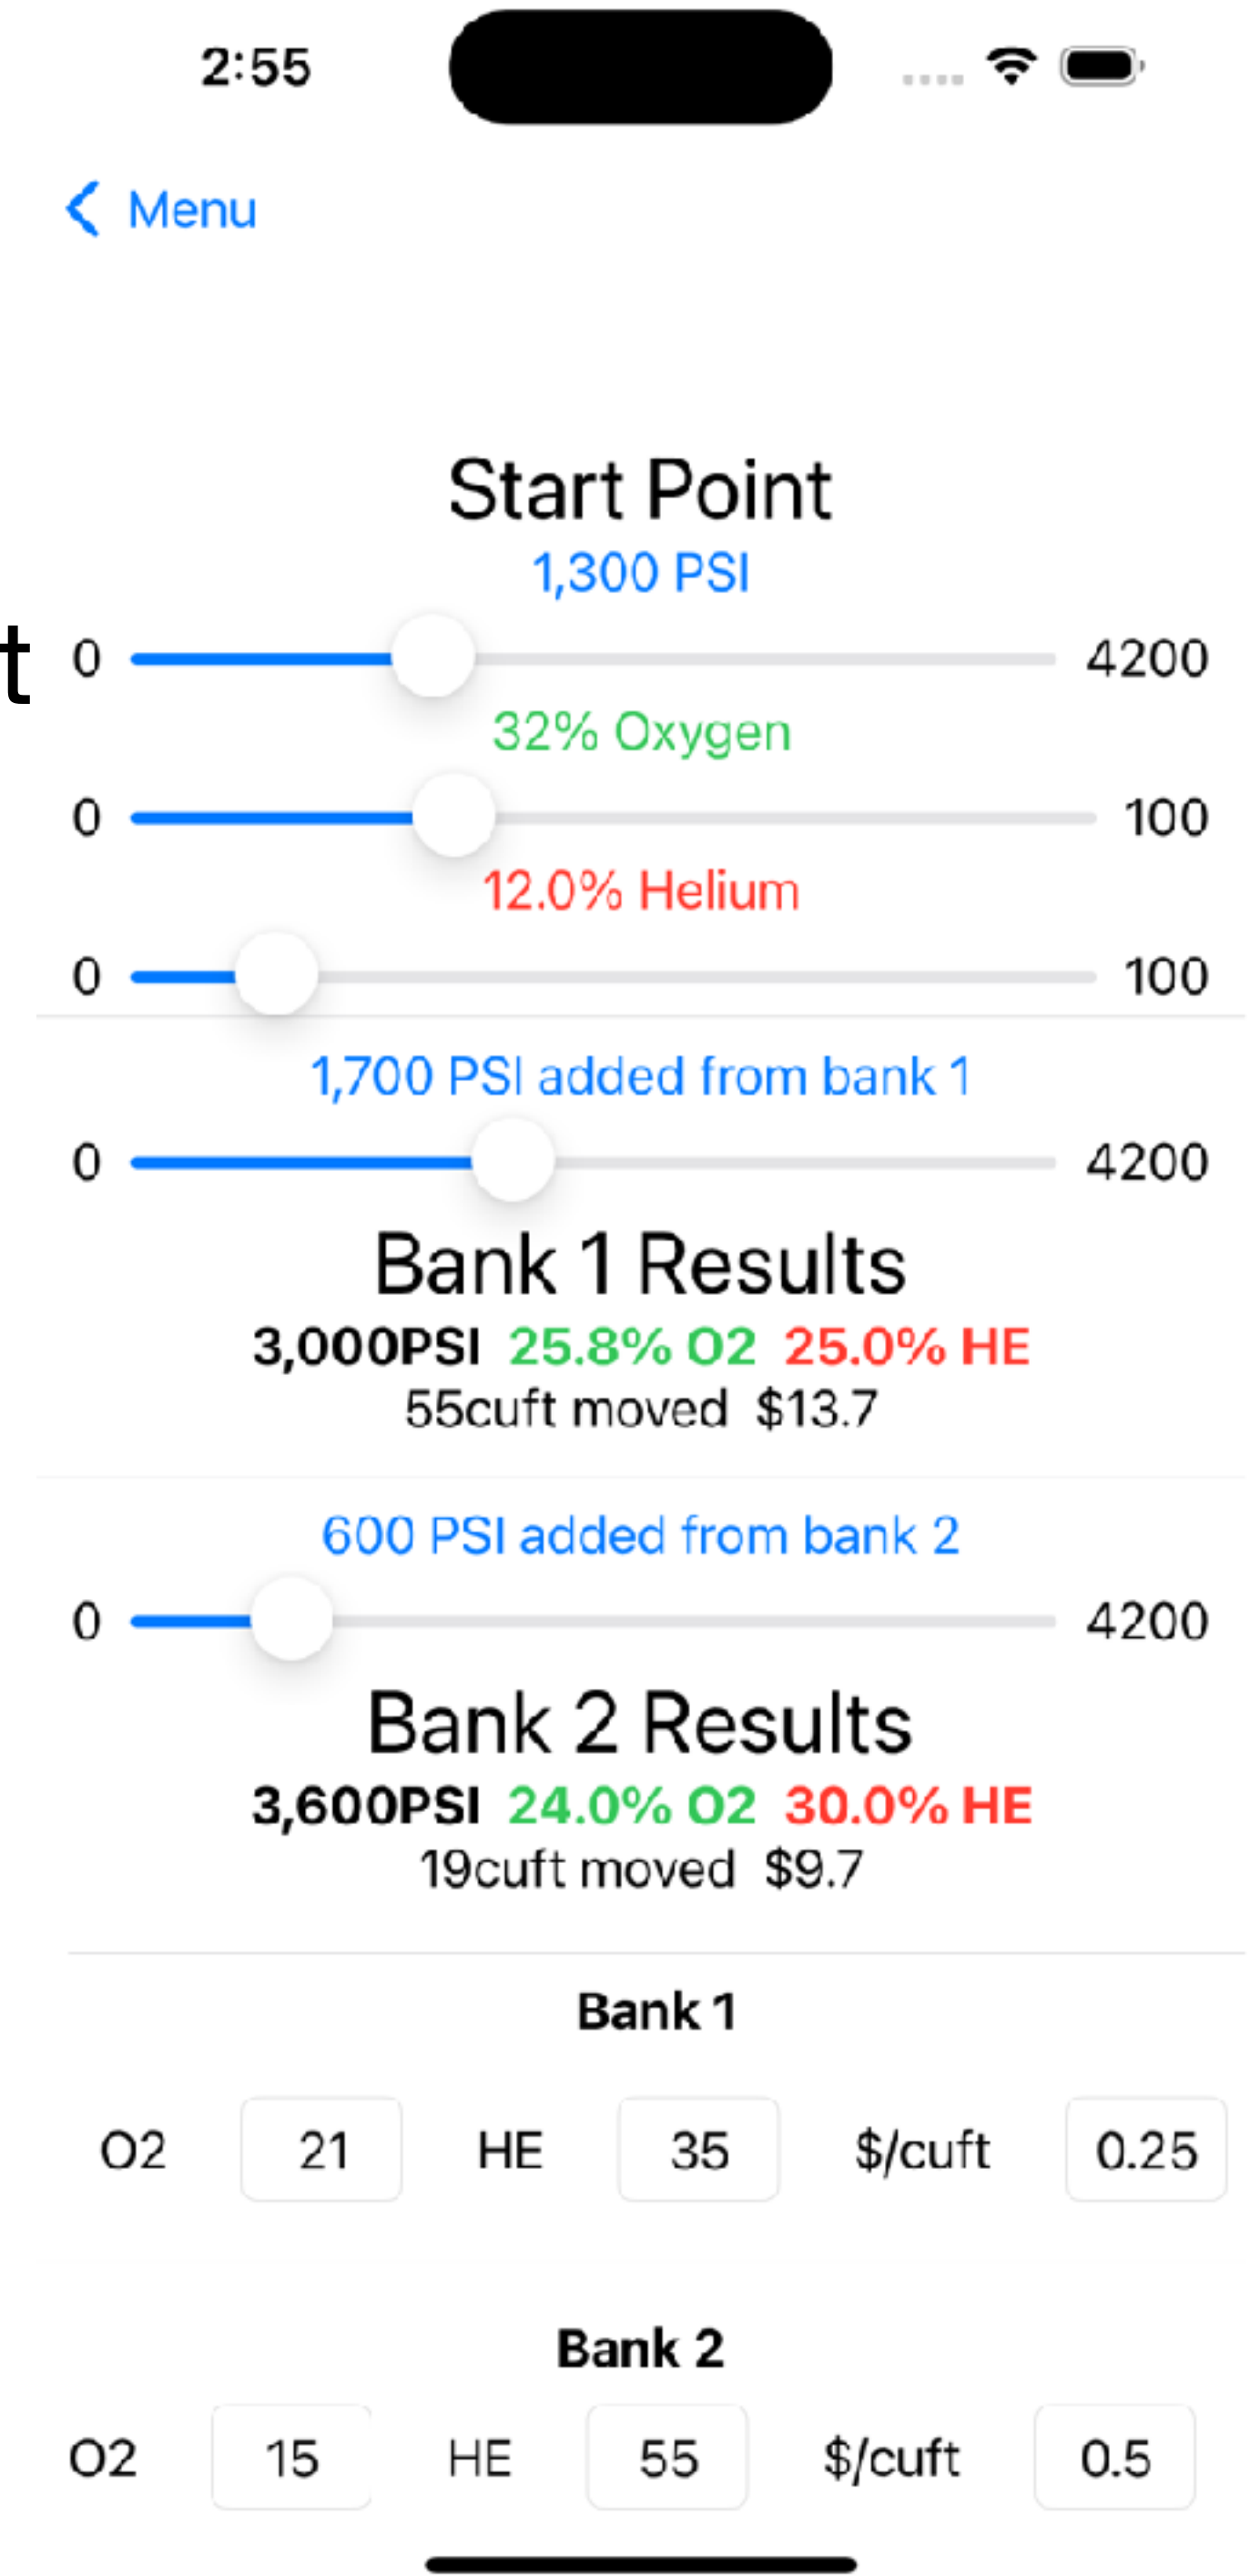 2:55
Menu
Start Point
1,300 PSI
t
0 4200
32% Oxygen
0 100
12.0% Helium
0 100
1,700 PSI added from bank 1
0 4200
Bank 1 Results
3,000PSI 25.8% O2 25.0% HE
55cuft moved $13.7
600 PSI added from bank 2
0 4200
Bank 2 Results
3,600PSI 24.0% O2 30.0% HE
19cuft moved $9.7
Bank 1
O2 21 HE 35 $/cuft 0.25
Bank 2
O2 15 HE 55 $/cuft 0.5